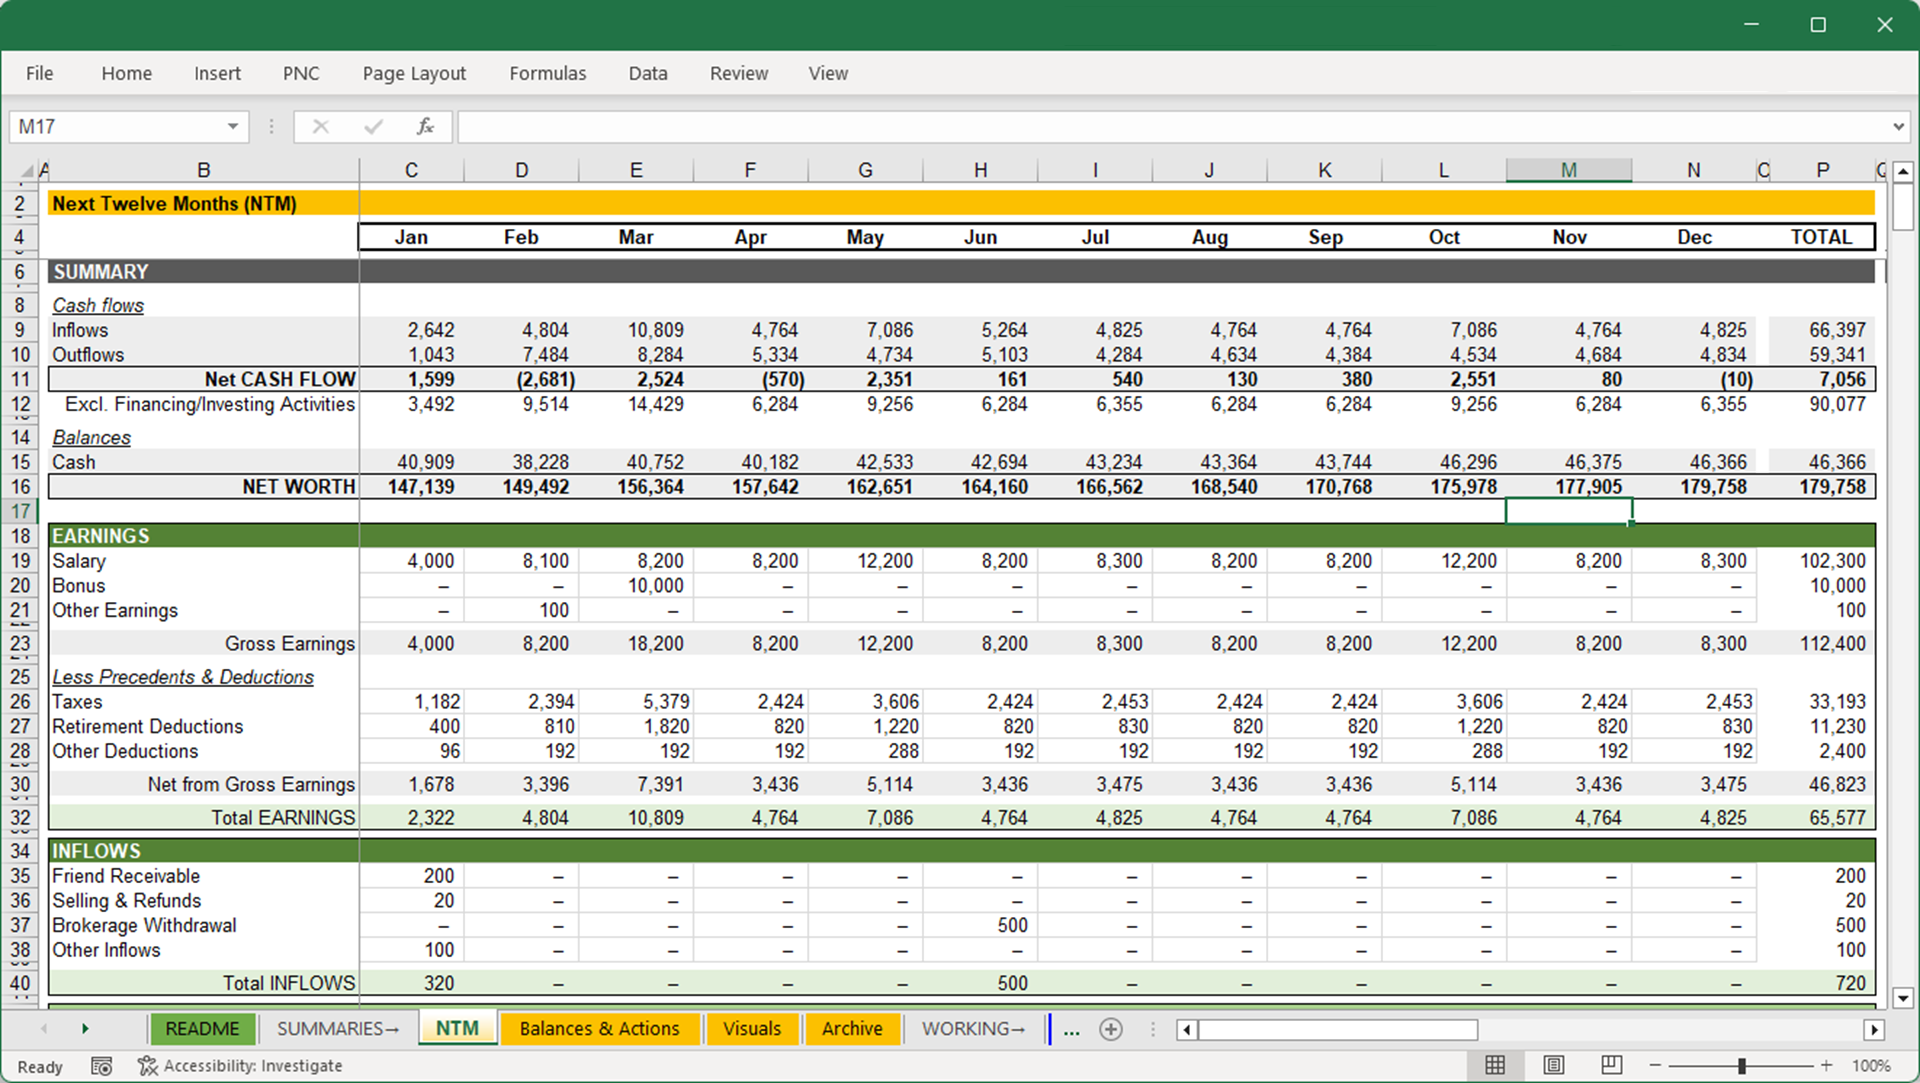 File Home Insert PNC Page Layout Formulas Data Review View
M17 fx
A B C D E F G H I J K L M N O P Q
2 Next Twelve Months (NTM)
4 Jan Feb Mar Apr May Jun Jul Aug Sep Oct Nov Dec TOTAL
6 SUMMARY
8 Cash flows
9 Inflows 2,642 4,804 10,809 4,764 7,086 5,264 4,825 4,764 4,764 7,086 4,764 4,825 66,397
10 Outflows 1,043 7,484 8,284 5,334 4,734 5,103 4,284 4,634 4,384 4,534 4,684 4,834 59,341
11 Net CASH FLOW 1,599 (2,681) 2,524 (570) 2,351 161 540 130 380 2,551 80 (10) 7,056
12 Excl. Financing/Investing Activities 3,492 9,514 14,429 6,284 9,256 6,284 6,355 6,284 6,284 9,256 6,284 6,355 90,077
14 Balances
15 Cash 40,909 38,228 40,752 40,182 42,533 42,694 43,234 43,364 43,744 46,296 46,375 46,366 46,366
16 NET WORTH 147,139 149,492 156,364 157,642 162,651 164,160 166,562 168,540 170,768 175,978 177,905 179,758 179,758
17
18 EARNINGS
19 Salary 4,000 8,100 8,200 8,200 12,200 8,200 8,300 8,200 8,200 12,200 8,200 8,300 102,300
20 Bonus – – 10,000 – – – – – – – – – 10,000
21 Other Earnings – 100 – – – – – – – – – – 100
23 Gross Earnings 4,000 8,200 18,200 8,200 12,200 8,200 8,300 8,200 8,200 12,200 8,200 8,300 112,400
25 Less Precedents & Deductions
26 Taxes 1,182 2,394 5,379 2,424 3,606 2,424 2,453 2,424 2,424 3,606 2,424 2,453 33,193
27 Retirement Deductions 400 810 1,820 820 1,220 820 830 820 820 1,220 820 830 11,230
28 Other Deductions 96 192 192 192 288 192 192 192 192 288 192 192 2,400
30 Net from Gross Earnings 1,678 3,396 7,391 3,436 5,114 3,436 3,475 3,436 3,436 5,114 3,436 3,475 46,823
32 Total EARNINGS 2,322 4,804 10,809 4,764 7,086 4,764 4,825 4,764 4,764 7,086 4,764 4,825 65,577
34 INFLOWS
35 Friend Receivable 200 – – – – – – – – – – – 200
36 Selling & Refunds 20 – – – – – – – – – – – 20
37 Brokerage Withdrawal – – – – – 500 – – – – – – 500
38 Other Inflows 100 – – – – – – – – – – – 100
40 Total INFLOWS 320 – – – – 500 – – – – – – 720
README SUMMARIES→ NTM Balances & Actions Visuals Archive WORKING→ ...
Ready Accessibility: Investigate 100%